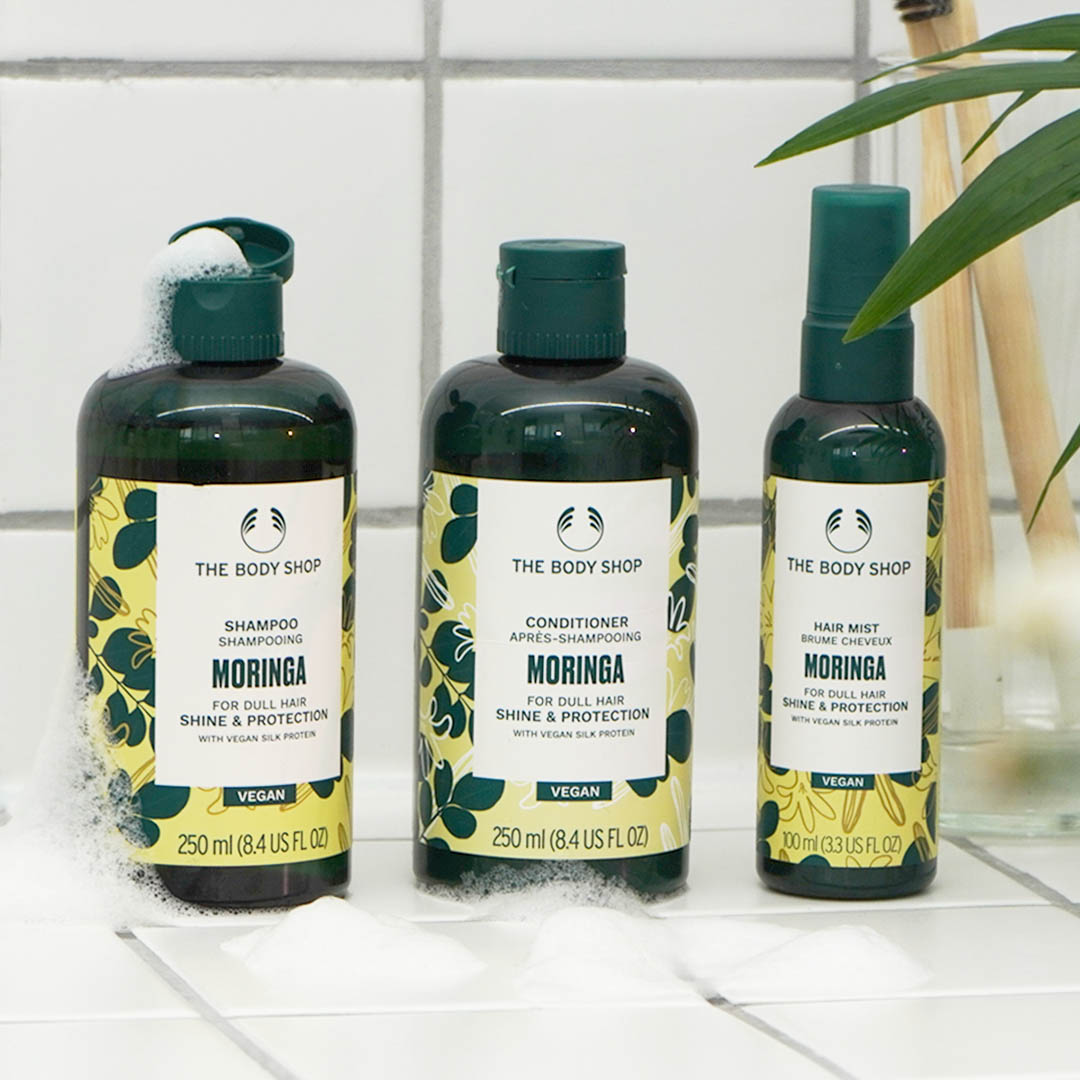 THE BODY SHOP
SHAMPOO
SHAMPOOING
MORINGA
FOR DULL HAIR
SHINE & PROTECTION
WITH VEGAN SILK PROTEIN
VEGAN
250 ml (8.4 US FL OZ)
THE BODY SHOP
CONDITIONER
APRÈS-SHAMPOOING
MORINGA
FOR DULL HAIR
SHINE & PROTECTION
WITH VEGAN SILK PROTEIN
VEGAN
250 ml (8.4 US FL OZ)
THE BODY SHOP
HAIR MIST
BRUME CHEVEUX
MORINGA
FOR DULL HAIR
SHINE & PROTECTION
WITH VEGAN SILK PROTEIN
VEGAN
100 ml (3.3 US FL OZ)